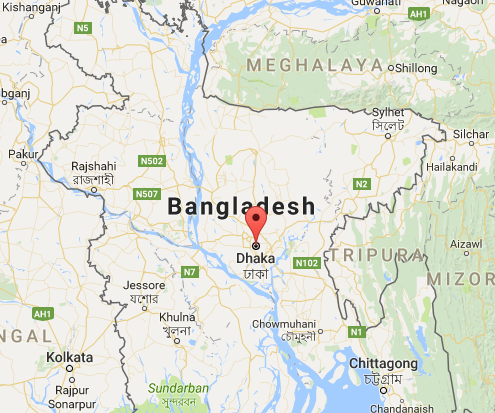 Kishanganj
Guwahati
Nagaon
AH1
N5
MEGHALAYA
Shillong
Sylhet
সিলেট
Silchar
Hailakandi
Pakur
Rajshahi
রাজশাহী
N502
N507
N2
Bangladesh
Dhaka
ঢাকা
N7
N102
TRIPURA
Aizawl
MIZOR
Jessore
যশোর
Khulna
খুলনা
Chowmuhani
চৌমুহনী
N1
NGAL
Kolkata
Rajpur
Sonarpur
Sundarban
সুন্দরবন
Chittagong
চট্টগ্রাম
AH1
Chandanaish